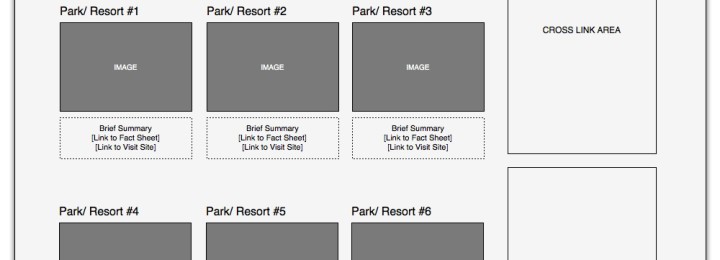 Park/ Resort #1
Park/ Resort #2
Park/ Resort #3
IMAGE
IMAGE
IMAGE
CROSS LINK AREA
Brief Summary
[Link to Fact Sheet]
[Link to Visit Site]
Brief Summary
[Link to Fact Sheet]
[Link to Visit Site]
Brief Summary
[Link to Fact Sheet]
[Link to Visit Site]
Park/ Resort #4
Park/ Resort #5
Park/ Resort #6